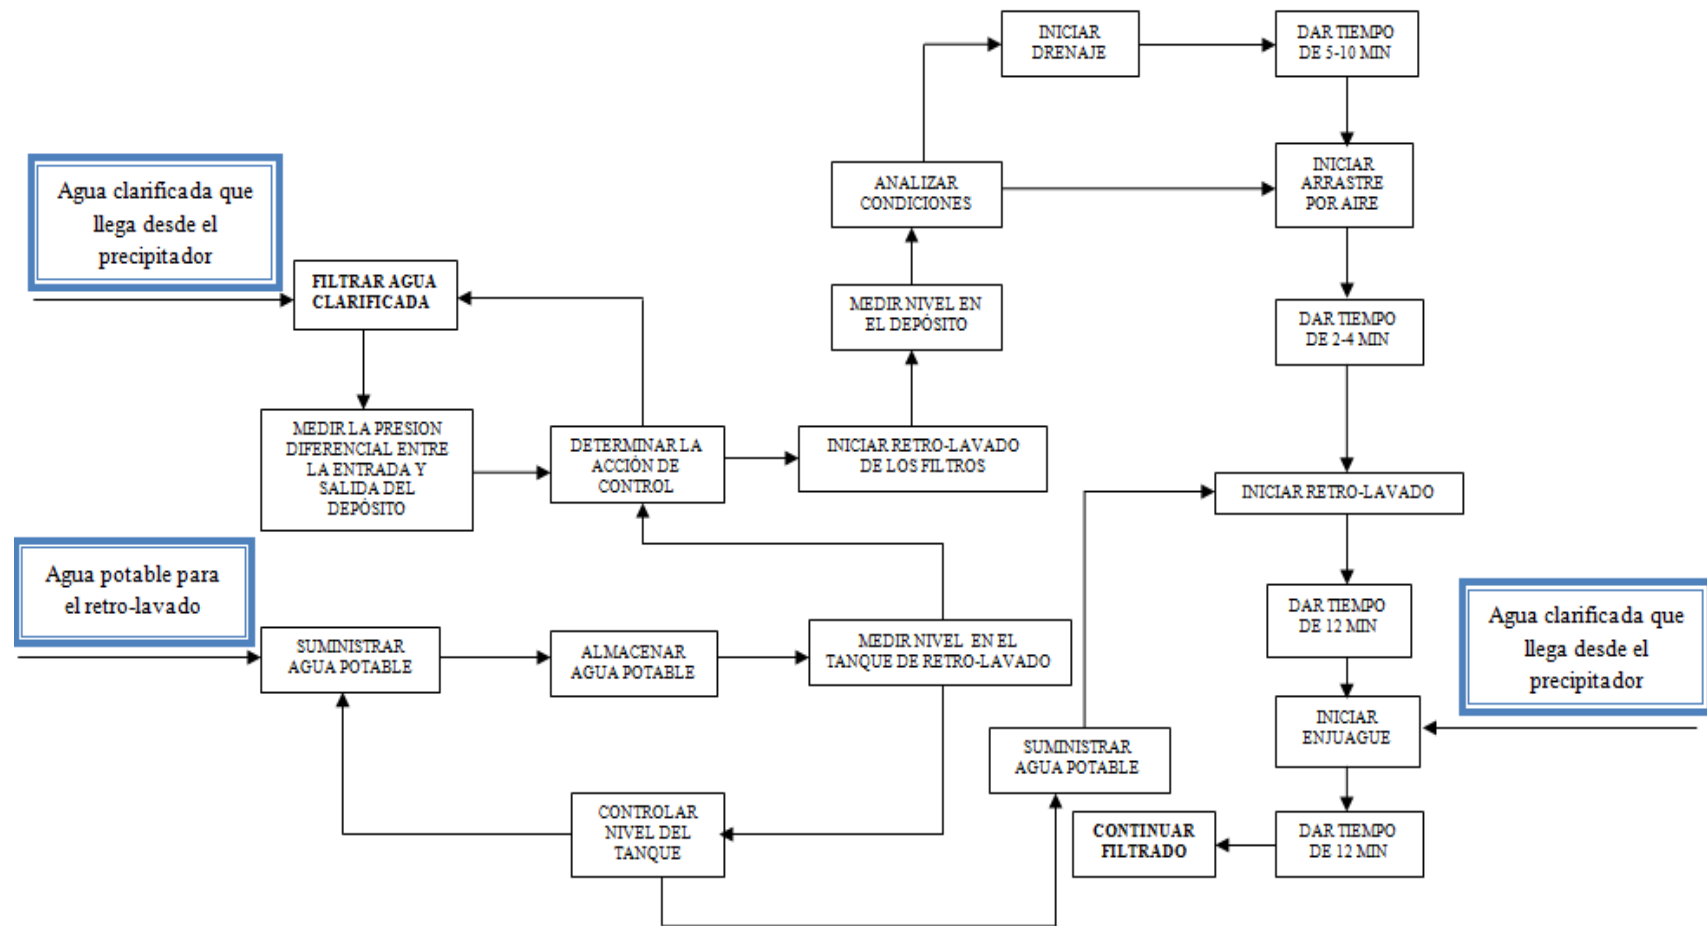 INICIAR
DRENAJE
DAR TIEMPO
DE 5-10 MIN
Agua clarificada que
llega desde el
precipitador
ANALIZAR
CONDICIONES
INICIAR
ARRASTRE
POR AIRE
FILTRAR AGUA
CLARIFICADA
MEDIR NIVEL EN
EL DEPÓSITO
DAR TIEMPO
DE 2-4 MIN
MEDIR LA PRESION
DIFERENCIAL ENTRE
LA ENTRADA Y
SALIDA DEL
DEPÓSITO
DETERMINAR LA
ACCIÓN DE
CONTROL
INICIAR RETRO-LAVADO
DE LOS FILTROS
INICIAR RETRO-LAVADO
Agua potable para
el retro-lavado
SUMINISTRAR
AGUA POTABLE
ALMACENAR
AGUA POTABLE
MEDIR NIVEL EN EL
TANQUE DE RETRO-LAVADO
DAR TIEMPO
DE 12 MIN
Agua clarificada que
llega desde el
precipitador
INICIAR
ENJUAGUE
SUMINISTRAR
AGUA POTABLE
CONTROLAR
NIVEL DEL
TANQUE
CONTINUAR
FILTRADO
DAR TIEMPO
DE 12 MIN